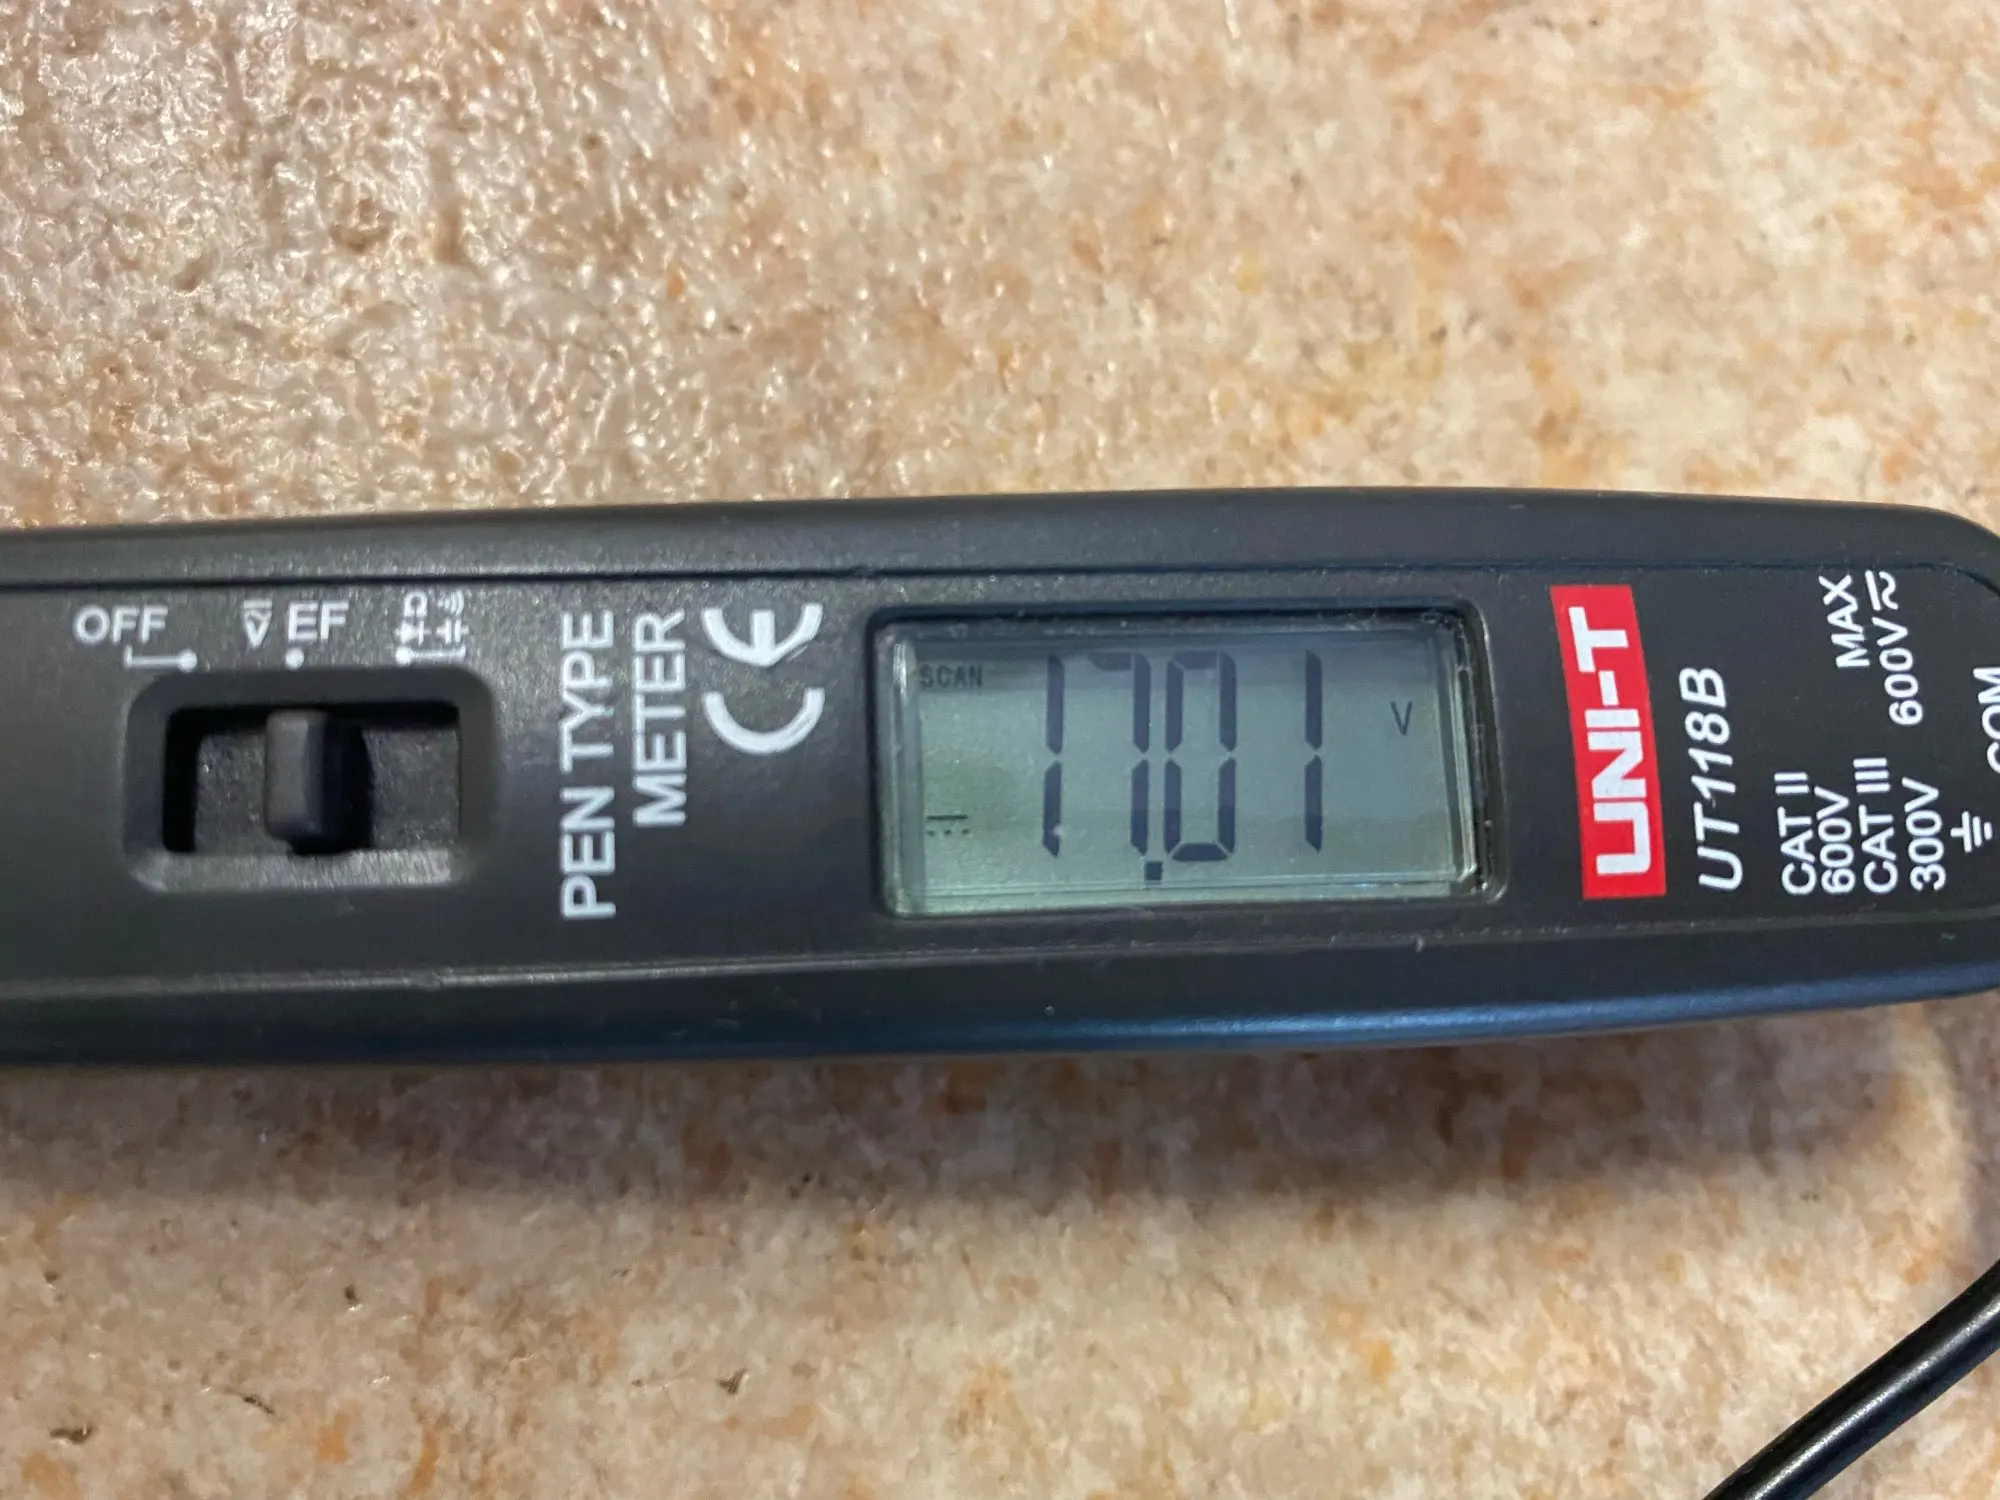 OFF
EF
PEN TYPE
METER
CE
SCAN
17.01
V
UNI-T
UT118B
MAX
600V
CAT II
600V
CAT III
300V
COM